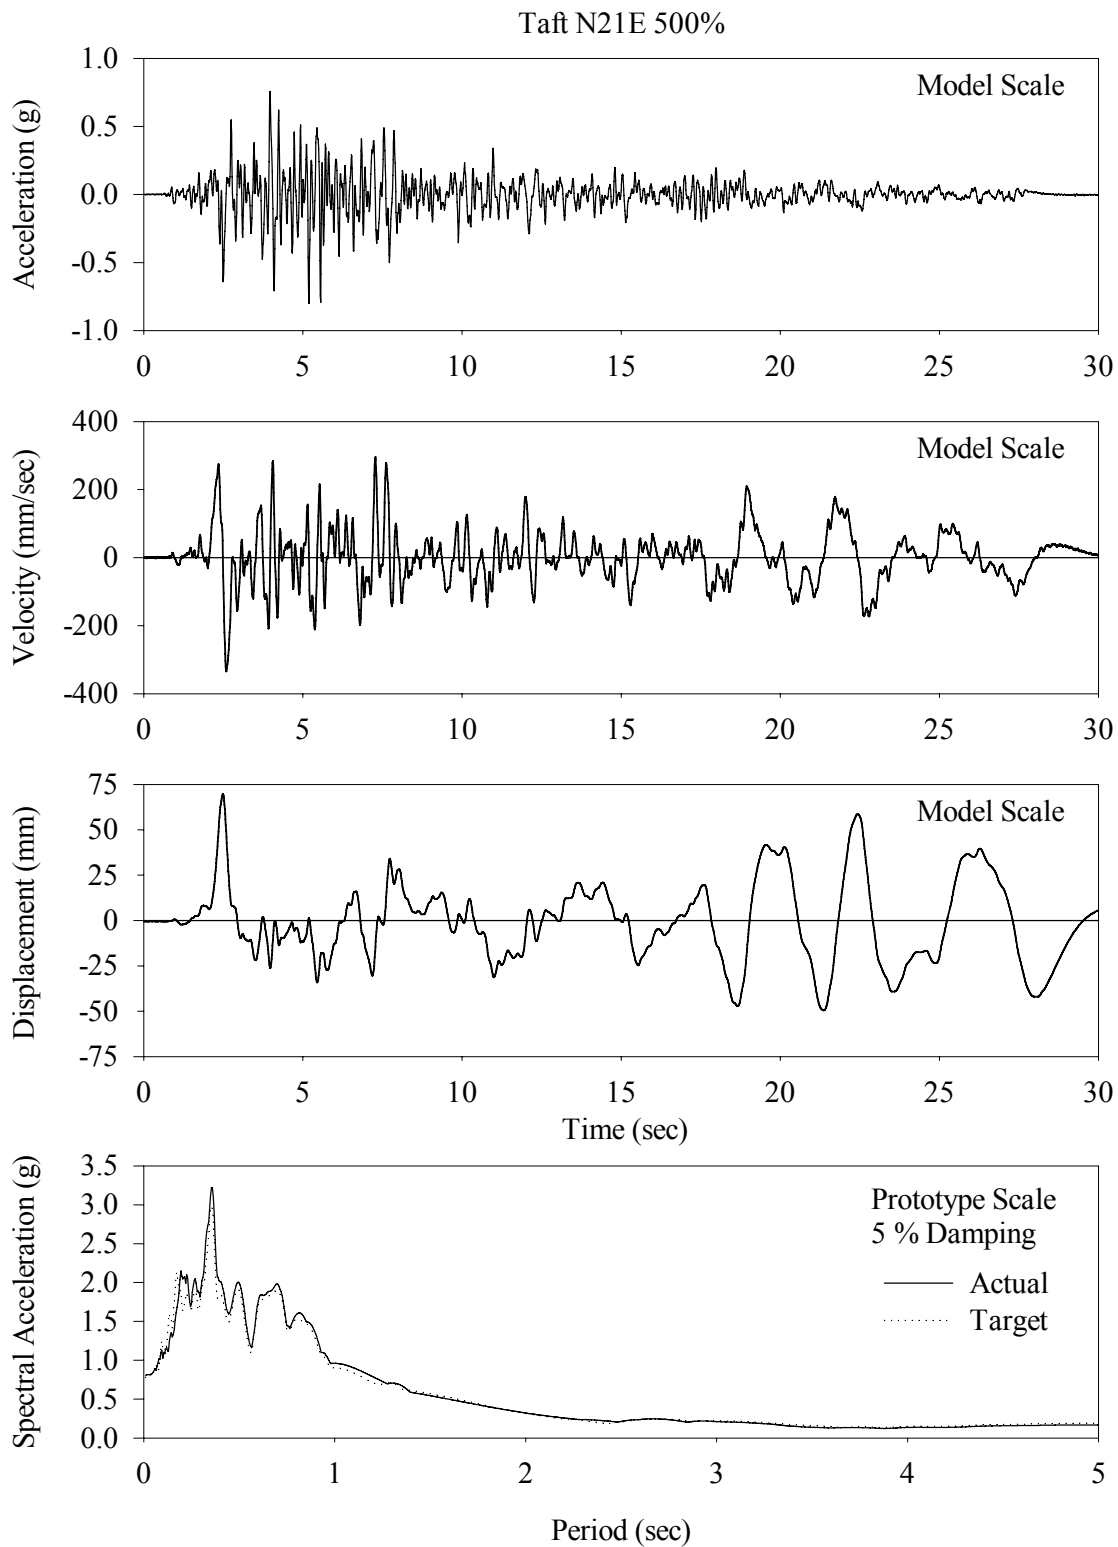 Taft N21E 500%
Acceleration (g)
1.0
0.5
0.0
-0.5
-1.0
Model Scale
0 5 10 15 20 25 30
Velocity (mm/sec)
400
200
0
-200
-400
Model Scale
0 5 10 15 20 25 30
Displacement (mm)
75
50
25
0
-25
-50
-75
Model Scale
0 5 10 15 20 25 30
Time (sec)
Spectral Acceleration (g)
3.5
3.0
2.5
2.0
1.5
1.0
0.5
0.0
Prototype Scale
5 % Damping
Actual
Target
0 1 2 3 4 5
Period (sec)